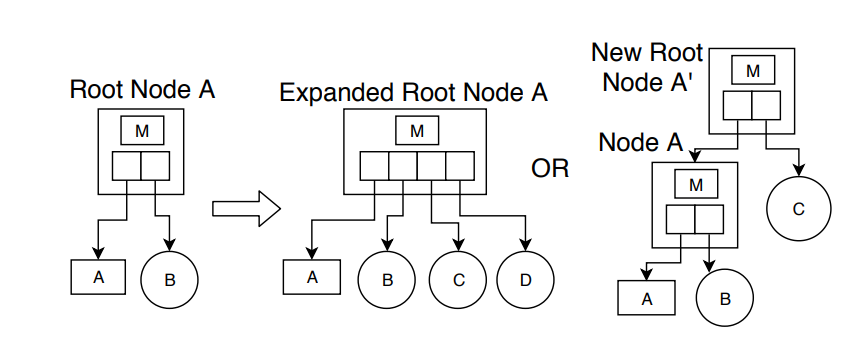 Root Node A
M
A
B
Expanded Root Node A
M
A
B
C
D
OR
New Root
Node A'
M
Node A
M
C
A
B